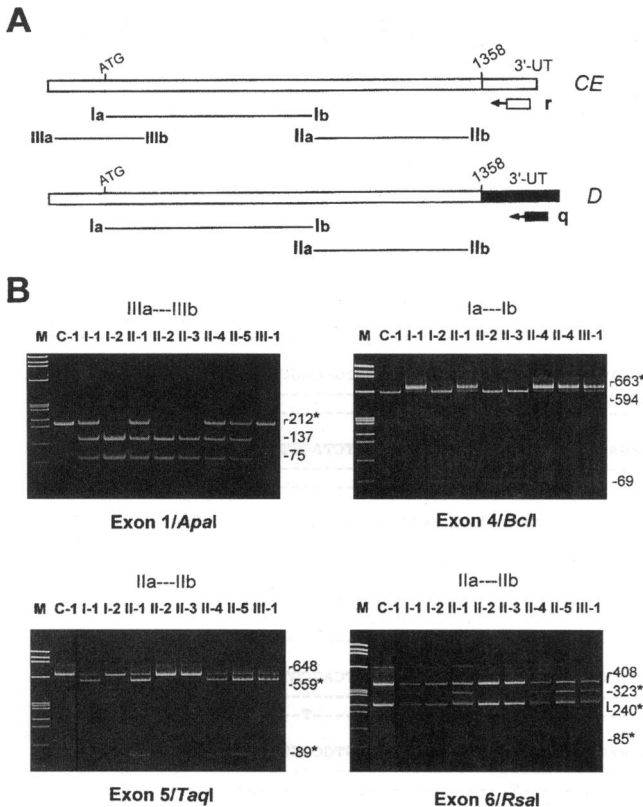 A
ATG
1358
3'-UT
CE
r
Ia
Ib
IIIa
IIIb
IIa
IIb
ATG
1358
3'-UT
D
q
Ia
Ib
IIa
IIb
B
IIIa---IIIb
M C-1 I-1 I-2 II-1 II-2 II-3 II-4 II-5 III-1
212*
137
75
Exon 1/ApaI
Ia---Ib
M C-1 I-1 I-2 II-1 II-2 II-3 II-4 II-5 III-1
663*
594
69
Exon 4/BclI
IIa---IIb
M C-1 I-1 I-2 II-1 II-2 II-3 II-4 II-5 III-1
648
559*
89*
Exon 5/TaqI
IIa---IIb
M C-1 I-1 I-2 II-1 II-2 II-3 II-4 II-5 III-1
408
323*
240*
85*
Exon 6/RsaI